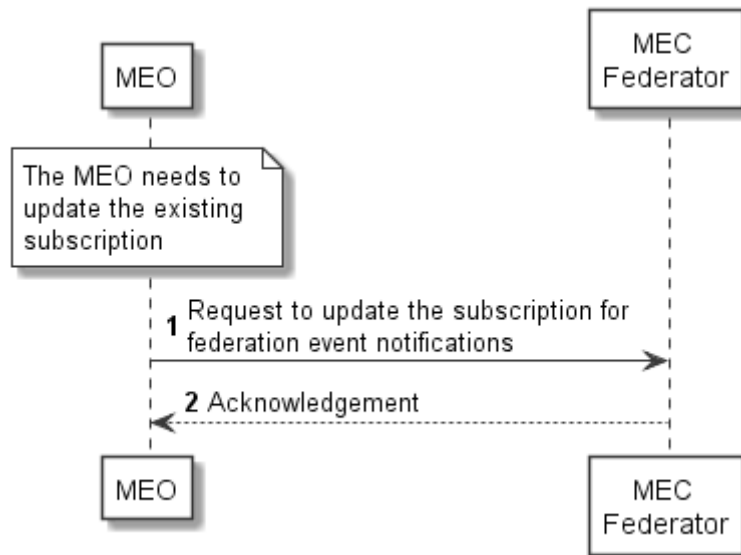 MEO
MEC
Federator
The MEO needs to
update the existing
subscription
1 Request to update the subscription for
federation event notifications
2 Acknowledgement
MEO
MEC
Federator